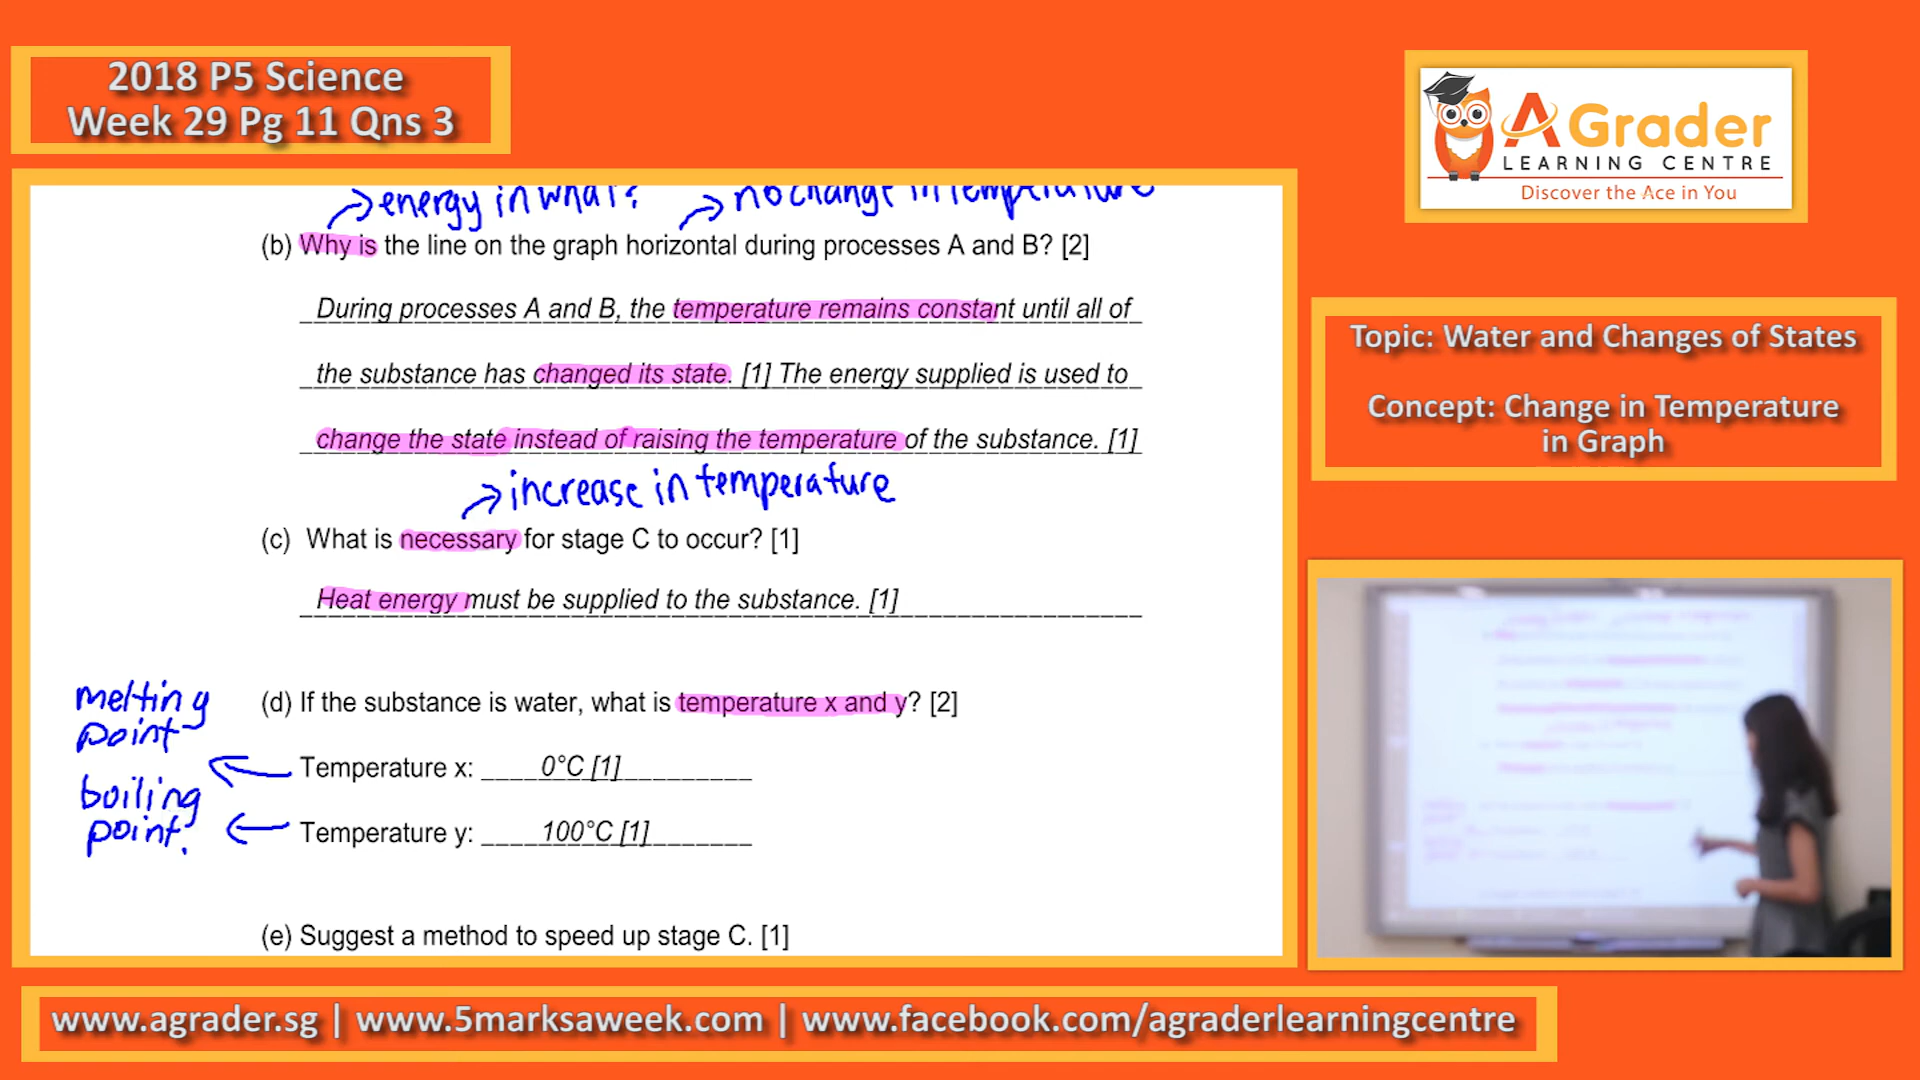 2018 P5 Science
Week 29 Pg 11 Qns 3
A Grader
LEARNING CENTRE
Discover the Ace in You
energy in what?
no change in temperature
(b) Why is the line on the graph horizontal during processes A and B? [2]
During processes A and B, the temperature remains constant until all of
the substance has changed its state. [1] The energy supplied is used to
change the state instead of raising the temperature of the substance. [1]
increase in temperature
(c) What is necessary for stage C to occur? [1]
Heat energy must be supplied to the substance. [1]
(d) If the substance is water, what is temperature x and y? [2]
melting
point
Temperature x: 0°C [1]
boiling
point.
Temperature y: 100°C [1]
(e) Suggest a method to speed up stage C. [1]
Topic: Water and Changes of States
Concept: Change in Temperature
in Graph
www.agrader.sg | www.5marksaweek.com | www.facebook.com/agraderlearningcentre